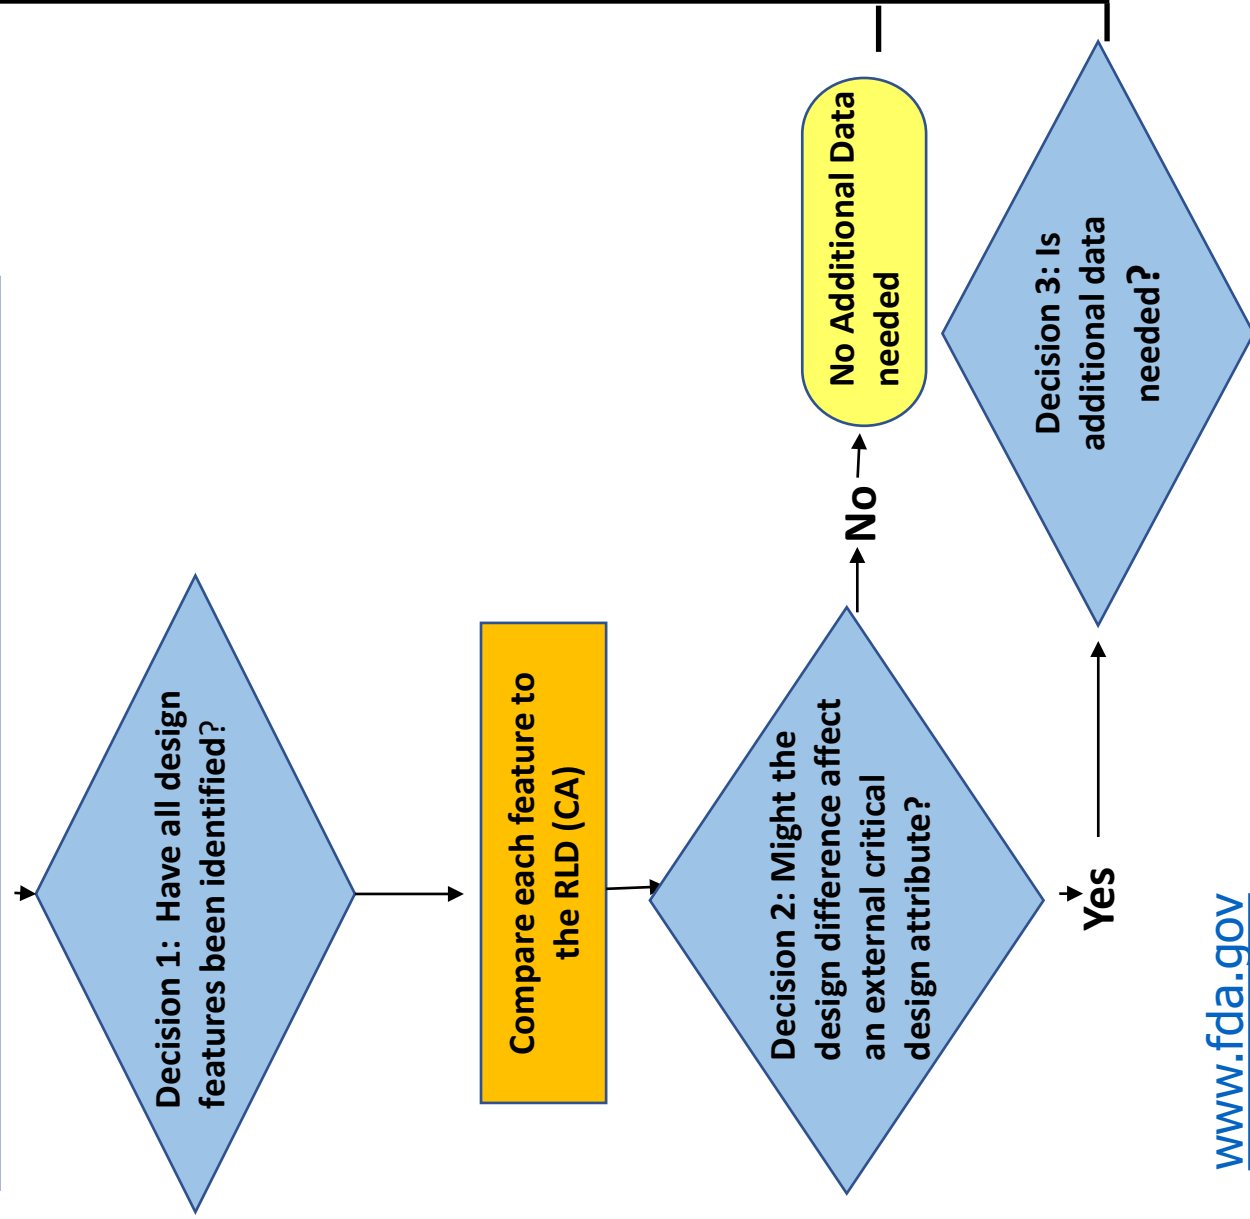 Decision 1:  Have all design
features been identified?
Compare each feature to
the RLD (CA)
Decision 2: Might the
design difference affect
an external critical
design attribute?
No
No Additional Data
needed
Yes
Decision 3: Is
additional data
needed?
www.fda.gov